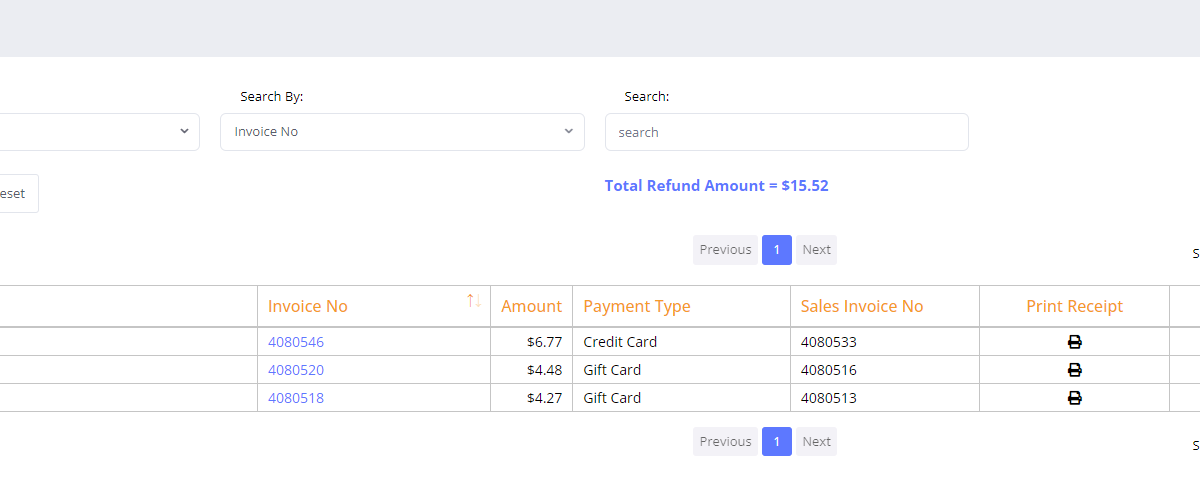 Search By: Search:
Invoice No search
eset Total Refund Amount = $15.52
Previous 1 Next S
Invoice No Amount Payment Type Sales Invoice No Print Receipt
4080546 $6.77 Credit Card 4080533
4080520 $4.48 Gift Card 4080516
4080518 $4.27 Gift Card 4080513
Previous 1 Next S